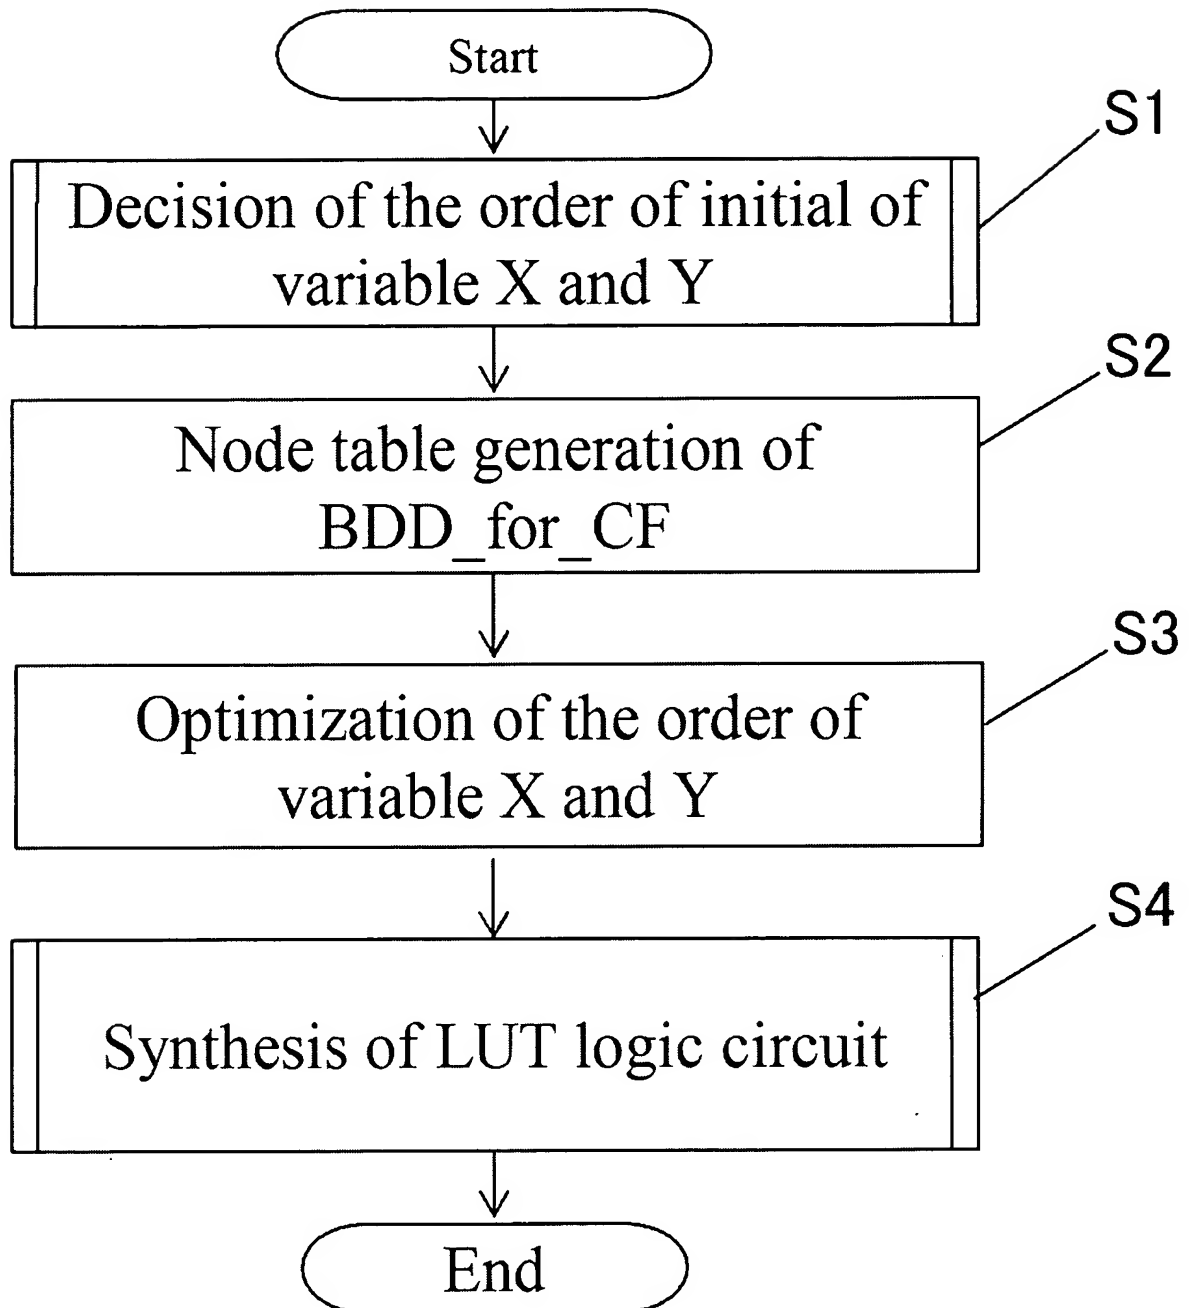 Start
S1
Decision of the order of initial of
variable X and Y
S2
Node table generation of
BDD_for_CF
S3
Optimization of the order of
variable X and Y
S4
Synthesis of LUT logic circuit
End